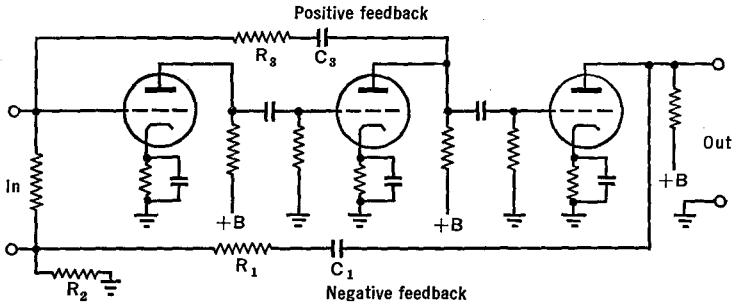 Positive feedback
R₃
C₃
In
Out
+B
+B
+B
R₁
C₁
R₂
Negative feedback